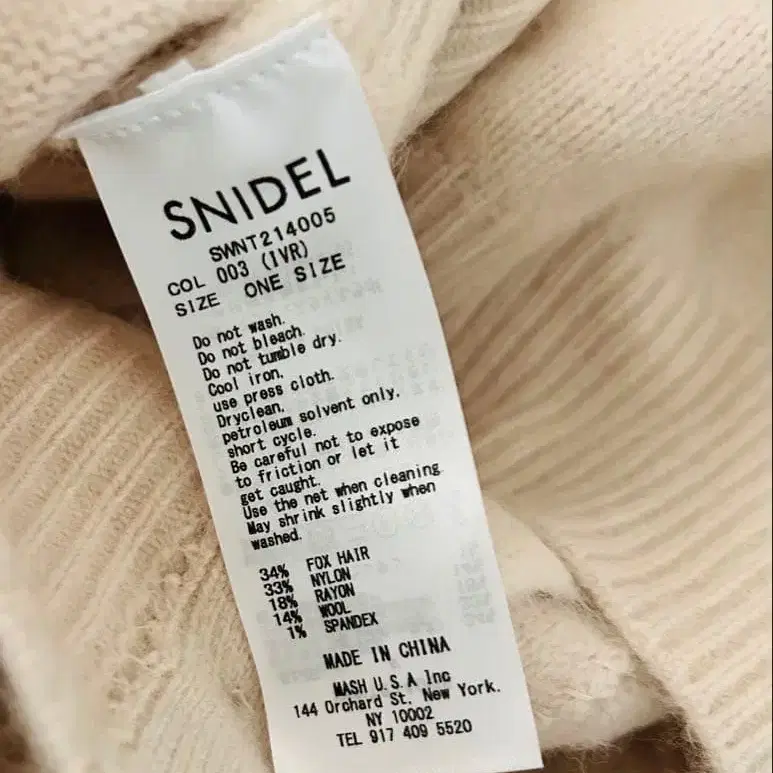 SNIDEL
SWNT214005
COL 003 (IVR)
SIZE ONE SIZE
Do not wash.
Do not bleach.
Do not tumble dry.
Cool iron.
use press cloth.
Dryclean.
petroleum solvent only.
short cycle.
Be careful not to expose
to friction or let it
get caught.
Use the net when cleaning
May shrink slightly when
washed.
34% FOX HAIR
33% NYLON
18% RAYON
14% WOOL
1% SPANDEX
MADE IN CHINA
MASH U.S.A Inc
144 Orchard St. New York.
NY 10002
TEL 917 409 5520